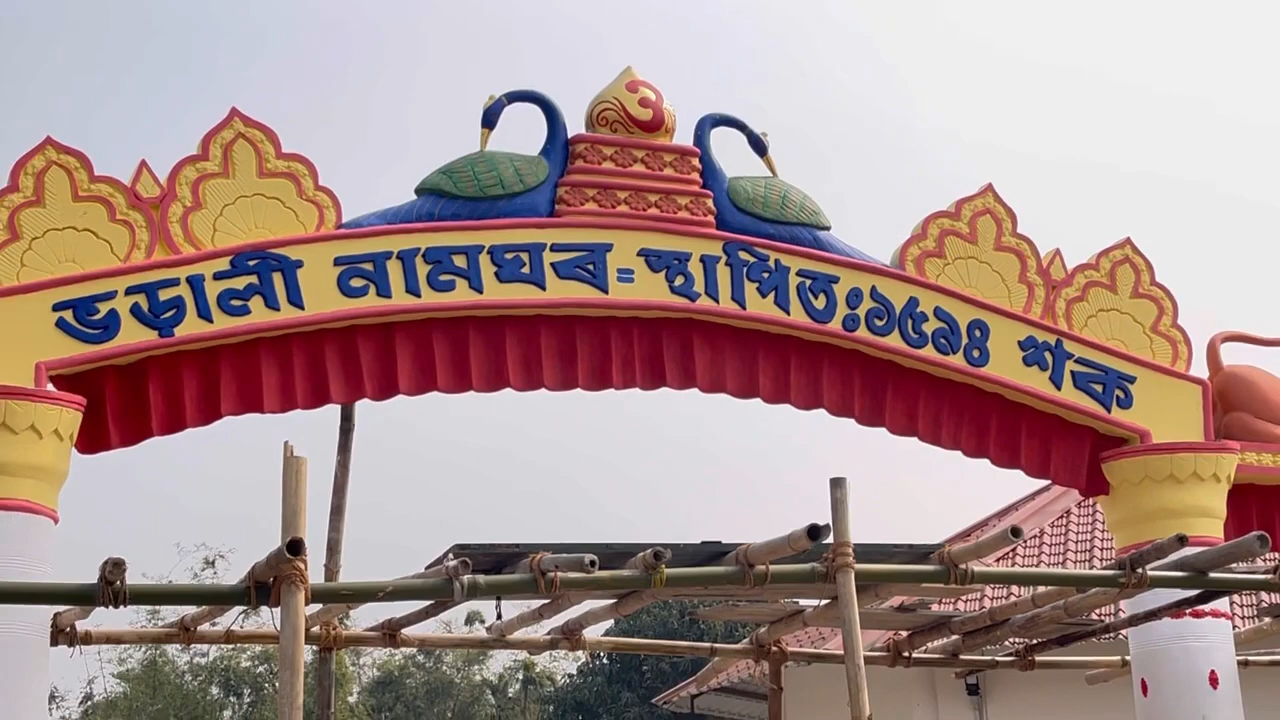 ওঁ
ভড়ালী নামঘৰ = স্থাপিত : ১৫৯৪ শক